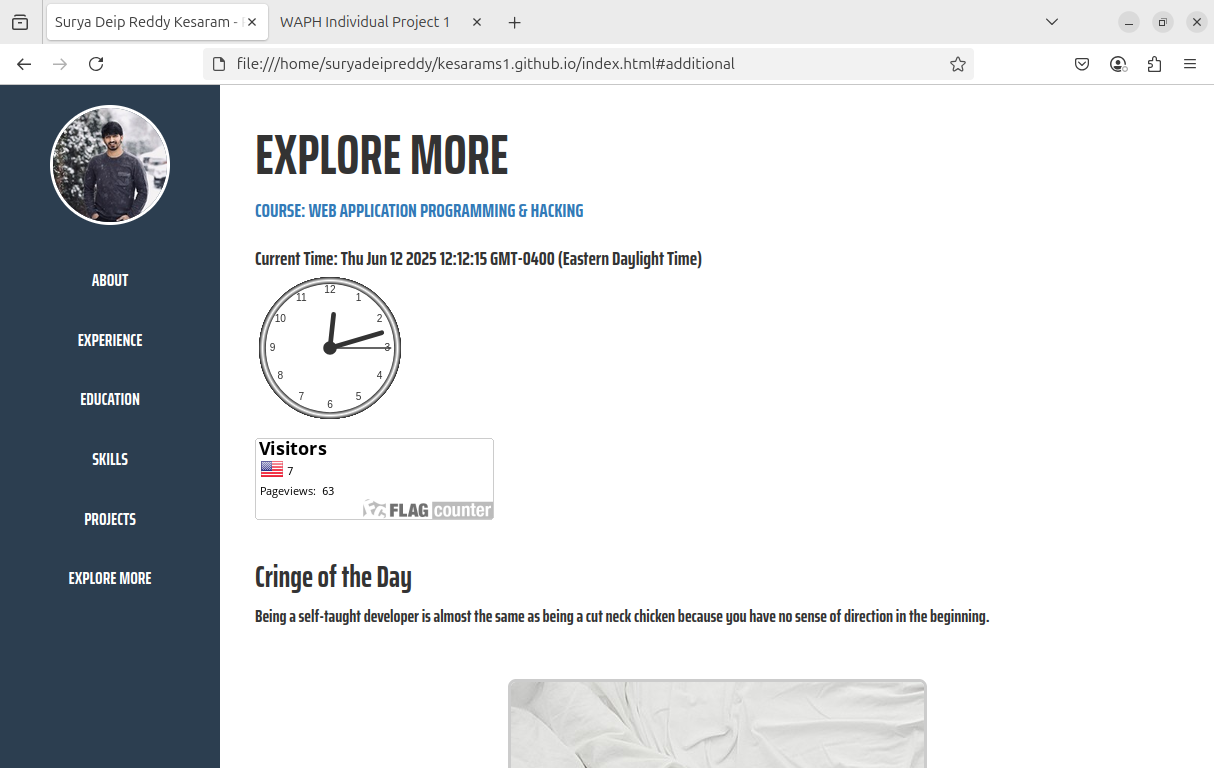 Surya Deip Reddy Kesaram -
WAPH Individual Project 1
file:///home/suryadeipreddy/kesarams1.github.io/index.html#additional
ABOUT
EXPERIENCE
EDUCATION
SKILLS
PROJECTS
EXPLORE MORE
EXPLORE MORE
COURSE: WEB APPLICATION PROGRAMMING & HACKING
Current Time: Thu Jun 12 2025 12:12:15 GMT-0400 (Eastern Daylight Time)
12
11 1
10 2
9 3
8 4
7 5
6
Visitors
7
Pageviews: 63
FLAG counter
Cringe of the Day
Being a self-taught developer is almost the same as being a cut neck chicken because you have no sense of direction in the beginning.